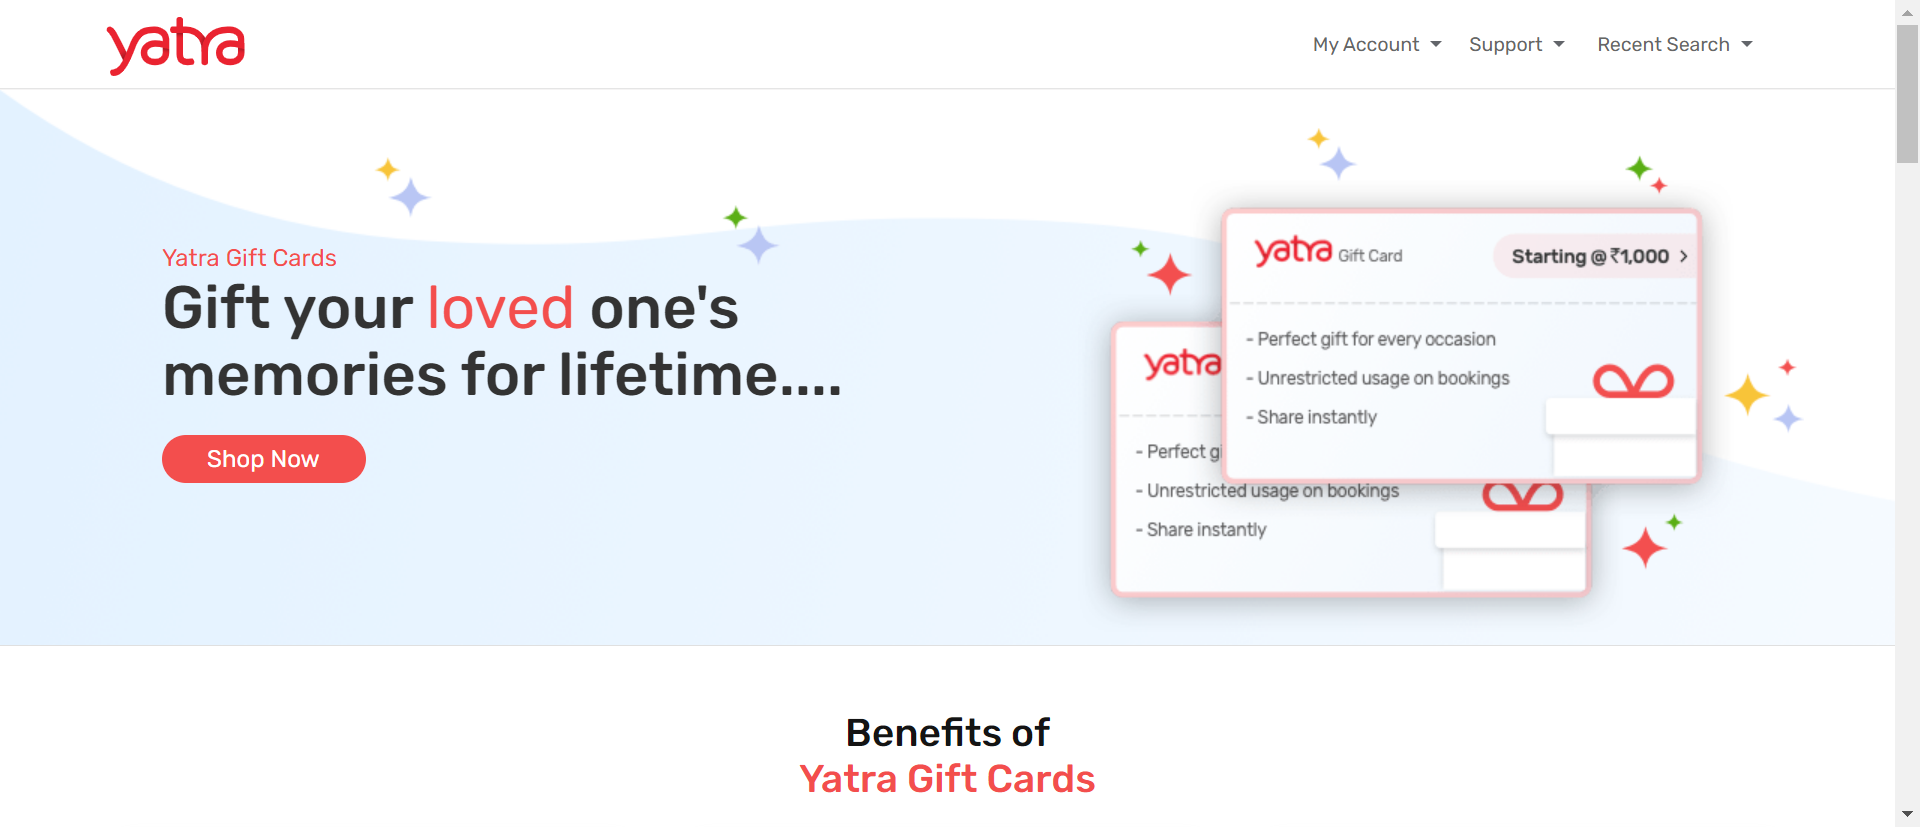 yatra
My Account
Support
Recent Search
Yatra Gift Cards
Gift your loved one's
memories for lifetime....
Shop Now
yatra Gift Card
Starting @ ₹1,000 >
- Perfect gift for every occasion
- Unrestricted usage on bookings
- Share instantly
yatra
- Perfect gi
- Unrestricted usage on bookings
- Share instantly
Benefits of
Yatra Gift Cards